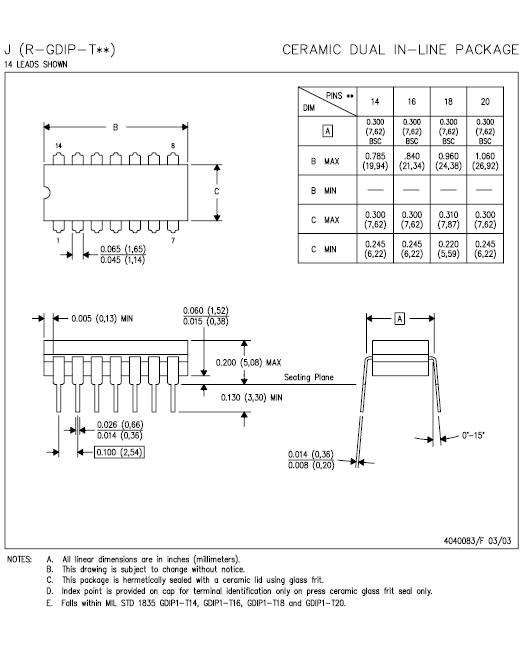 J (R-GDIP-T**)
CERAMIC DUAL IN-LINE PACKAGE
14 LEADS SHOWN
PINS **
DIM
14 16 18 20
A 0.300 (7,62) BSC 0.300 (7,62) BSC 0.300 (7,62) BSC 0.300 (7,62) BSC
B MAX 0.785 (19,94) .840 (21,34) 0.960 (24,38) 1.060 (26,92)
B MIN — — — —
C MAX 0.300 (7,62) 0.300 (7,62) 0.310 (7,87) 0.300 (7,62)
C MIN 0.245 (6,22) 0.245 (6,22) 0.220 (5,59) 0.245 (6,22)
B
14 8
C
1 7
0.065 (1,65)
0.045 (1,14)
0.005 (0,13) MIN
0.060 (1,52)
0.015 (0,38)
0.200 (5,08) MAX
Seating Plane
0.130 (3,30) MIN
0.026 (0,66)
0.014 (0,36)
0.100 (2,54)
A
0°-15°
0.014 (0,36)
0.008 (0,20)
4040083/F 03/03
NOTES: A. All linear dimensions are in inches (millimeters).
B. This drawing is subject to change without notice.
C. This package is hermetically sealed with a ceramic lid using glass frit.
D. Index point is provided on cap for terminal identification only on press ceramic glass frit seal only.
E. Falls within MIL STD 1835 GDIP1-T14, GDIP1-T16, GDIP1-T18 and GDIP1-T20.